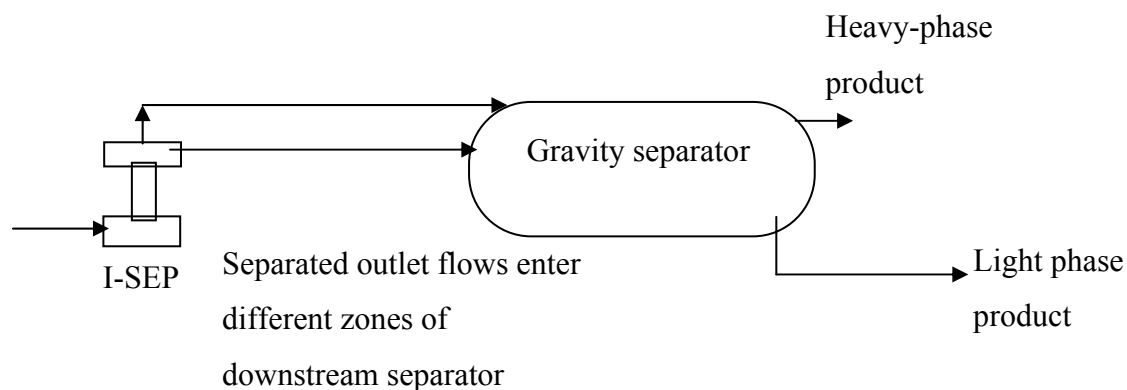 Heavy-phase
product
Gravity separator
I-SEP
Separated outlet flows enter
different zones of
downstream separator
Light phase
product